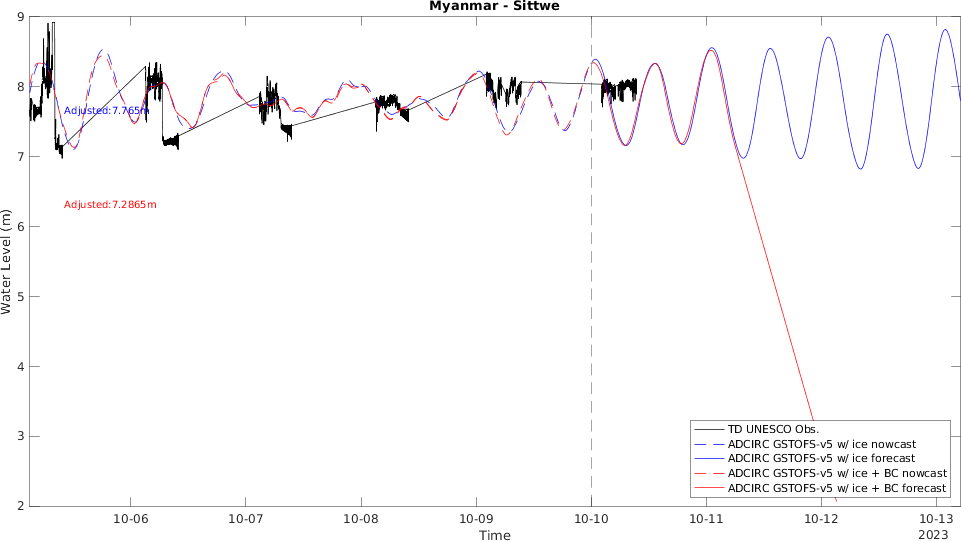 Myanmar - Sittwe
9
8
7
6
5
4
3
2
Water Level (m)
Adjusted:7.765m
Adjusted:7.2865m
TD UNESCO Obs.
ADCIRC GSTOFS-v5 w/ ice nowcast
ADCIRC GSTOFS-v5 w/ ice forecast
ADCIRC GSTOFS-v5 w/ ice + BC nowcast
ADCIRC GSTOFS-v5 w/ ice + BC forecast
10-06 10-07 10-08 10-09 10-10 10-11 10-12 10-13
Time
2023